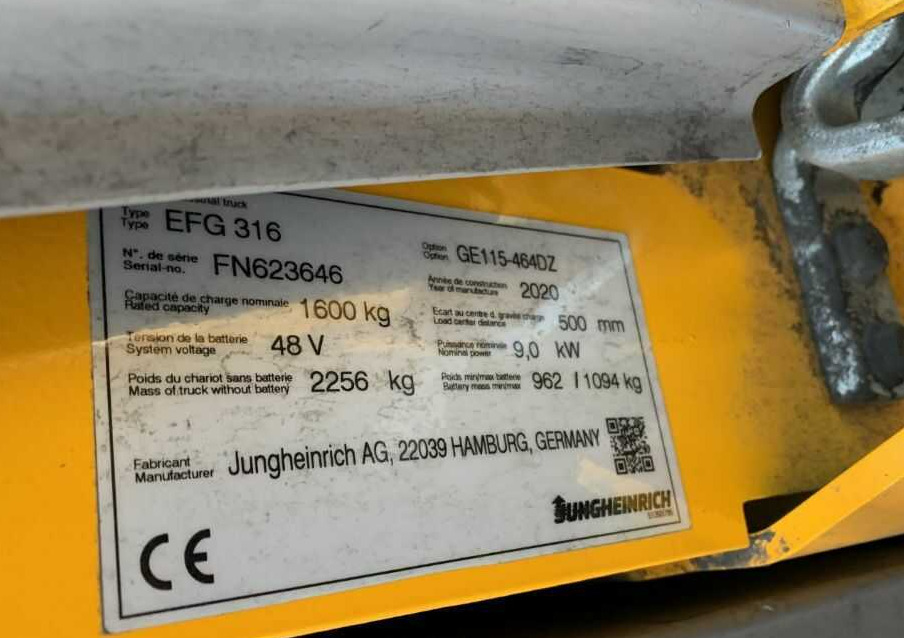 truck
Type
Type EFG 316
Option
Option GE115-464DZ
N°. de série
Serial-no. FN623646
Année de construction
Year of manufacture 2020
Capacité de charge nominale
Rated capacity 1600 kg
Ecart au centre d. gravité charge
Load center distance 500 mm
Tension de la batterie
System voltage 48 V
Puissance nominale
Nominal power 9,0 kW
Poids du chariot sans batterie
Mass of truck without battery 2256 kg
Poids min/max batterie
Battery mass min/max 962 / 1094 kg
Fabricant
Manufacturer Jungheinrich AG, 22039 HAMBURG, GERMANY
JUNGHEINRICH
CE